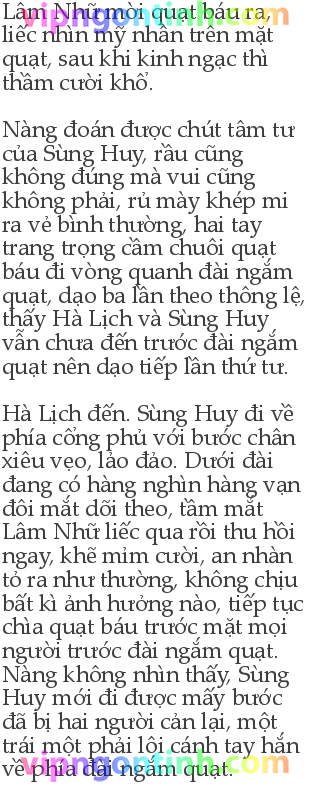 Lâm Nhữ mời quạt báu ra,
vipngontinh.com
liếc nhìn mỹ nhân trên mặt
quạt, sau khi kinh ngạc thì
thầm cười khổ.
Nàng đoán được chút tâm tư
của Sùng Huy, rầu cũng
không đúng mà vui cũng
không phải, rủ mày khép mi
ra vẻ bình thường, hai tay
trang trọng cầm chuôi quạt
báu đi vòng quanh đài ngắm
quạt, dạo ba lần theo thông lệ,
thấy Hà Lịch và Sùng Huy
vẫn chưa đến trước đài ngắm
quạt nên dạo tiếp lần thứ tư.
Hà Lịch đến. Sùng Huy đi về
phía cổng phủ với bước chân
xiêu vẹo, lảo đảo. Dưới đài
đang có hàng nghìn hàng vạn
đôi mắt dõi theo, tầm mắt
Lâm Nhữ liếc qua rồi thu hồi
ngay, khẽ mỉm cười, an nhàn
tỏ ra như thường, không chịu
bất kì ảnh hưởng nào, tiếp tục
chìa quạt báu trước mặt mọi
người trước đài ngắm quạt.
Nàng không nhìn thấy, Sùng
Huy mới đi được mấy bước
đã bị hai người cản lại, một
trái một phải lôi cánh tay hắn
về phía đài ngắm quạt.
vipngontinh.com